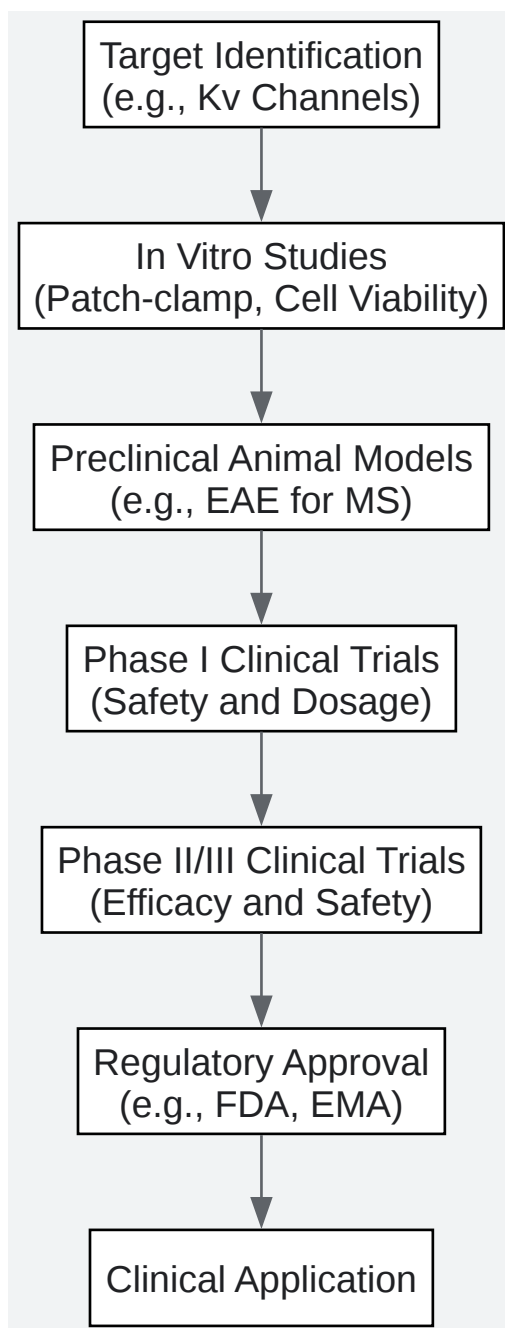 Target Identification
(e.g., Kv Channels)
In Vitro Studies
(Patch-clamp, Cell Viability)
Preclinical Animal Models
(e.g., EAE for MS)
Phase I Clinical Trials
(Safety and Dosage)
Phase II/III Clinical Trials
(Efficacy and Safety)
Regulatory Approval
(e.g., FDA, EMA)
Clinical Application